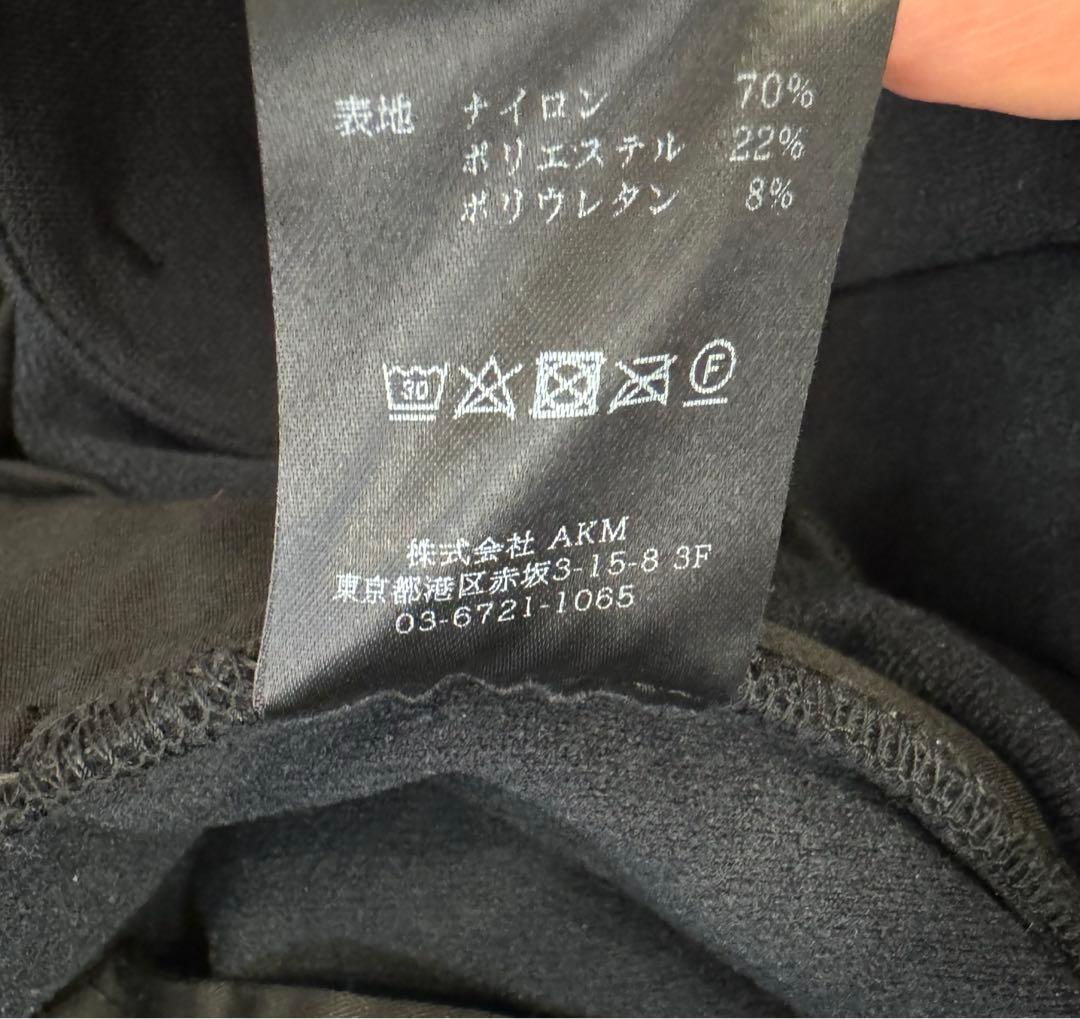 表地 ナイロン 70%
ポリエステル 22%
ポリウレタン 8%
30
F
株式会社 AKM
東京都港区赤坂3-15-8 3F
03-6721-1065